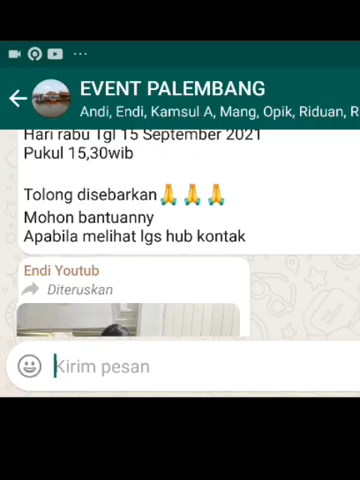 EVENT PALEMBANG
Andi, Endi, Kamsul A, Mang, Opik, Riduan, R
Hari rabu Tgl 15 September 2021
Pukul 15,30wib
Tolong disebarkan🙏🙏🙏
Mohon bantuanny
Apabila melihat lgs hub kontak
Endi Youtub
Diteruskan
Kirim pesan